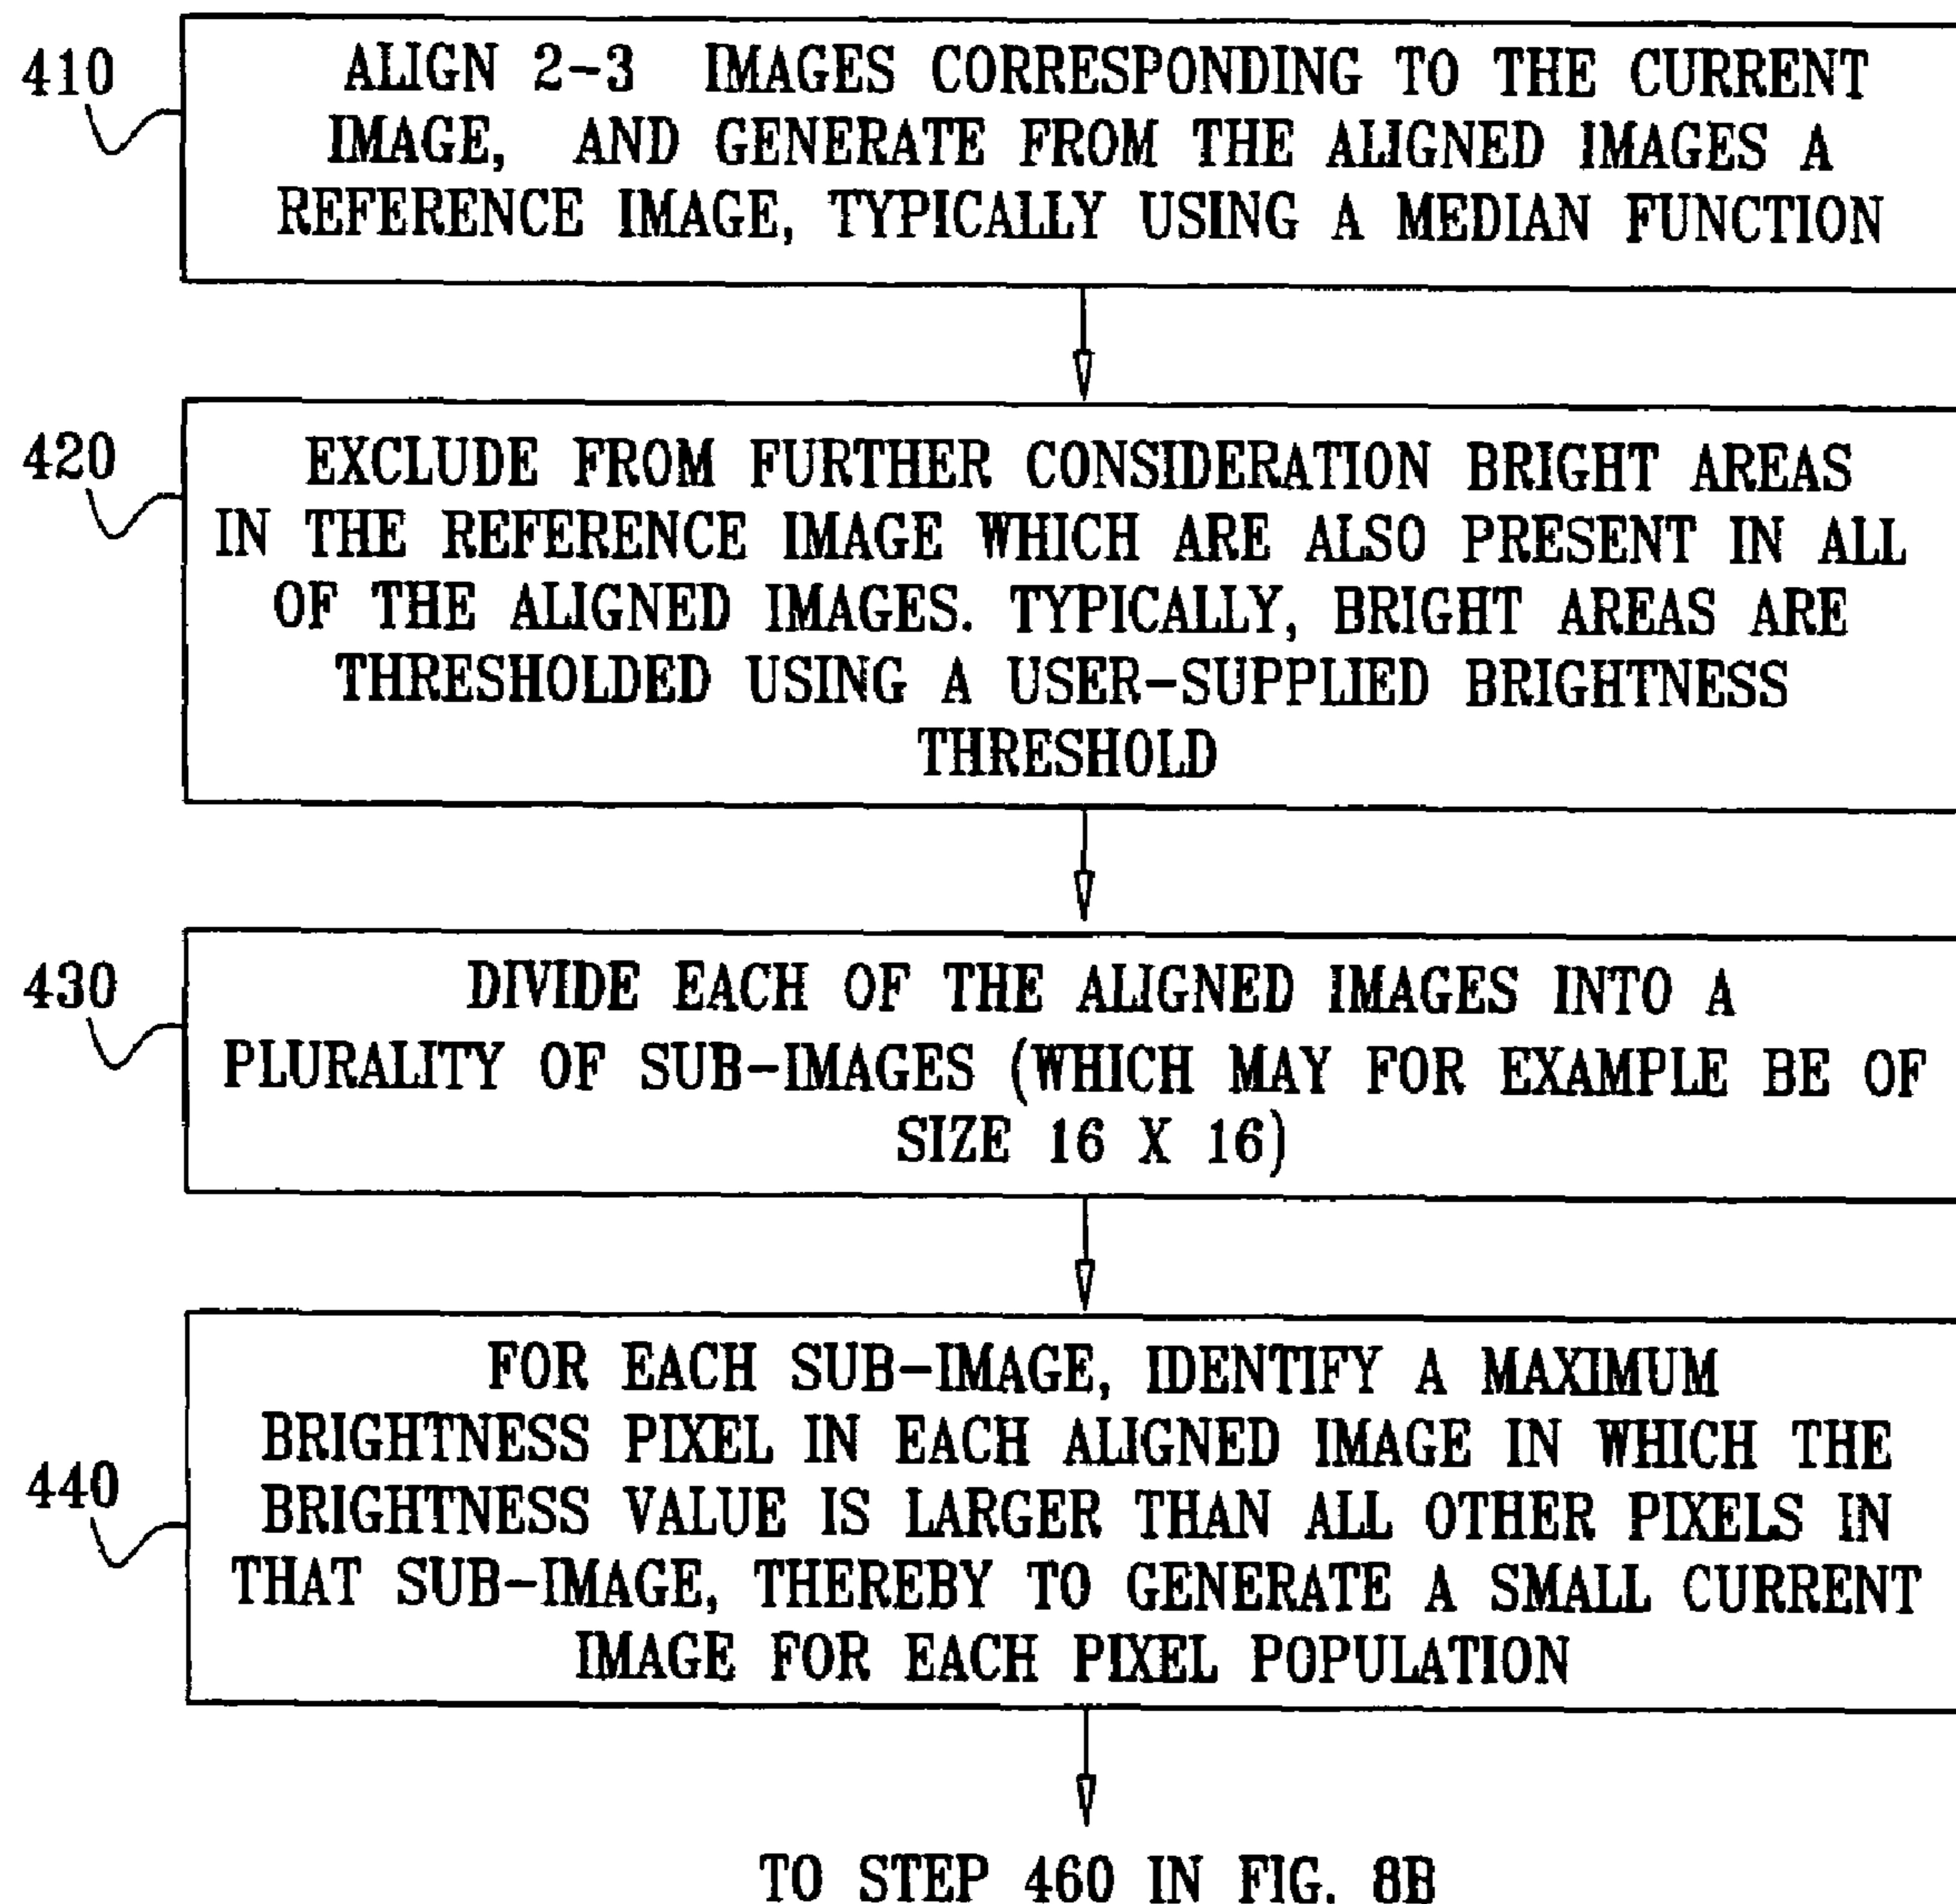 410
ALIGN 2-3 IMAGES CORRESPONDING TO THE CURRENT
IMAGE, AND GENERATE FROM THE ALIGNED IMAGES A
REFERENCE IMAGE, TYPICALLY USING A MEDIAN FUNCTION
420
EXCLUDE FROM FURTHER CONSIDERATION BRIGHT AREAS
IN THE REFERENCE IMAGE WHICH ARE ALSO PRESENT IN ALL
OF THE ALIGNED IMAGES. TYPICALLY, BRIGHT AREAS ARE
THRESHOLDED USING A USER-SUPPLIED BRIGHTNESS
THRESHOLD
430
DIVIDE EACH OF THE ALIGNED IMAGES INTO A
PLURALITY OF SUB-IMAGES (WHICH MAY FOR EXAMPLE BE OF
SIZE 16 X 16)
440
FOR EACH SUB-IMAGE, IDENTIFY A MAXIMUM
BRIGHTNESS PIXEL IN EACH ALIGNED IMAGE IN WHICH THE
BRIGHTNESS VALUE IS LARGER THAN ALL OTHER PIXELS IN
THAT SUB-IMAGE, THEREBY TO GENERATE A SMALL CURRENT
IMAGE FOR EACH PIXEL POPULATION
TO STEP 460 IN FIG. 8B